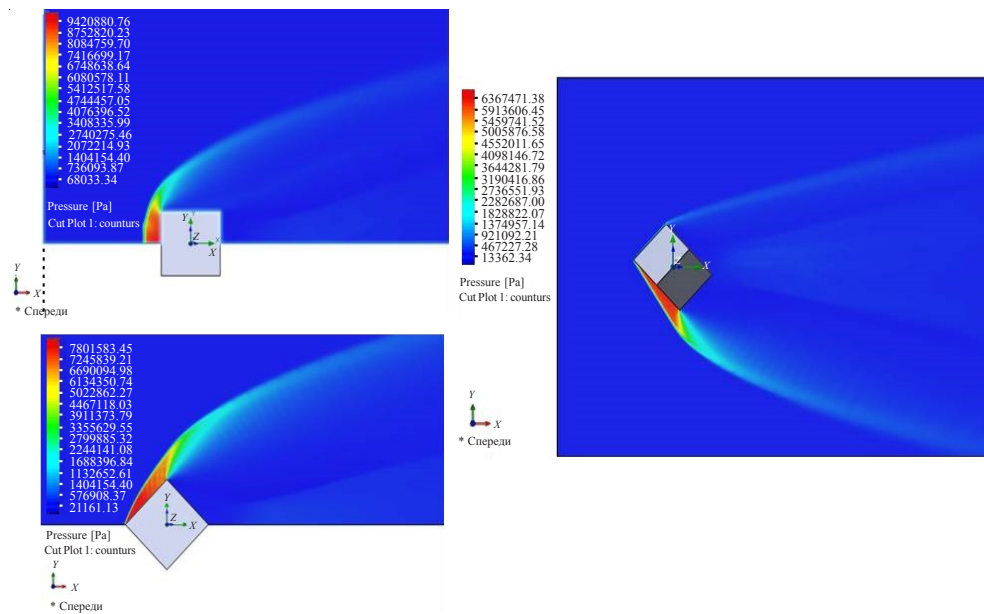 9420880.76
8752820.23
8084759.70
7416699.17
6748638.64
6080578.11
5412517.58
4744457.05
4076396.52
3408335.99
2740275.46
2072214.93
1404154.40
736093.87
68033.34
Pressure [Pa]
Cut Plot 1: counturs
Y
Z
X
Y
X
* Спереди
7801583.45
7245839.21
6690094.98
6134350.74
5022862.27
4467118.03
3911373.79
3355629.55
2799885.32
2244141.08
1688396.84
1132652.61
1404154.40
576908.37
21161.13
Pressure [Pa]
Cut Plot 1: counturs
Y
Z
X
Y
X
* Спереди
6367471.38
5913606.45
5459741.52
5005876.58
4552011.65
4098146.72
3644281.79
3190416.86
2736551.93
2282687.00
1828822.07
1374957.14
921092.21
467227.28
13362.34
Pressure [Pa]
Cut Plot 1: counturs
Y
X
Y
X
* Спереди